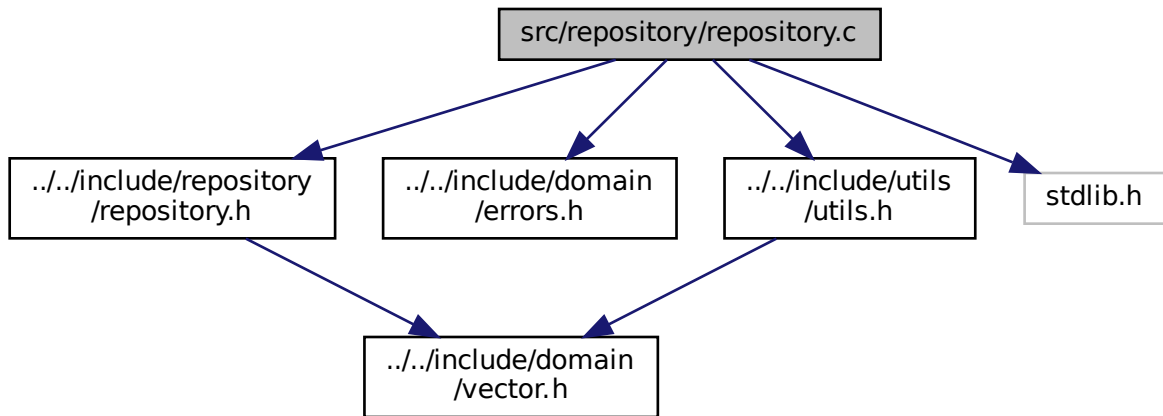 src/repository/repository.c
../../include/repository
/repository.h
../../include/domain
/errors.h
../../include/utils
/utils.h
stdlib.h
../../include/domain
/vector.h